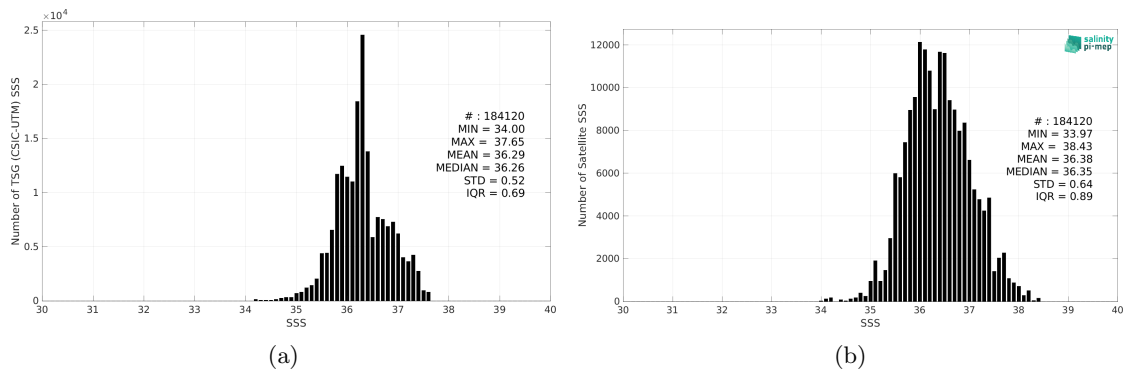 ×10⁴
2.5
2
1.5
1
0.5
0
Number of TSG (CSIC-UTM) SSS
# : 184120
MIN = 34.00
MAX = 37.65
MEAN = 36.29
MEDIAN = 36.26
STD = 0.52
IQR = 0.69
30 31 32 33 34 35 36 37 38 39 40
SSS
(a)
12000
10000
8000
6000
4000
2000
0
Number of Satellite SSS
salinity
pi-mep
# : 184120
MIN = 33.97
MAX = 38.43
MEAN = 36.38
MEDIAN = 36.35
STD = 0.64
IQR = 0.89
30 31 32 33 34 35 36 37 38 39 40
SSS
(b)